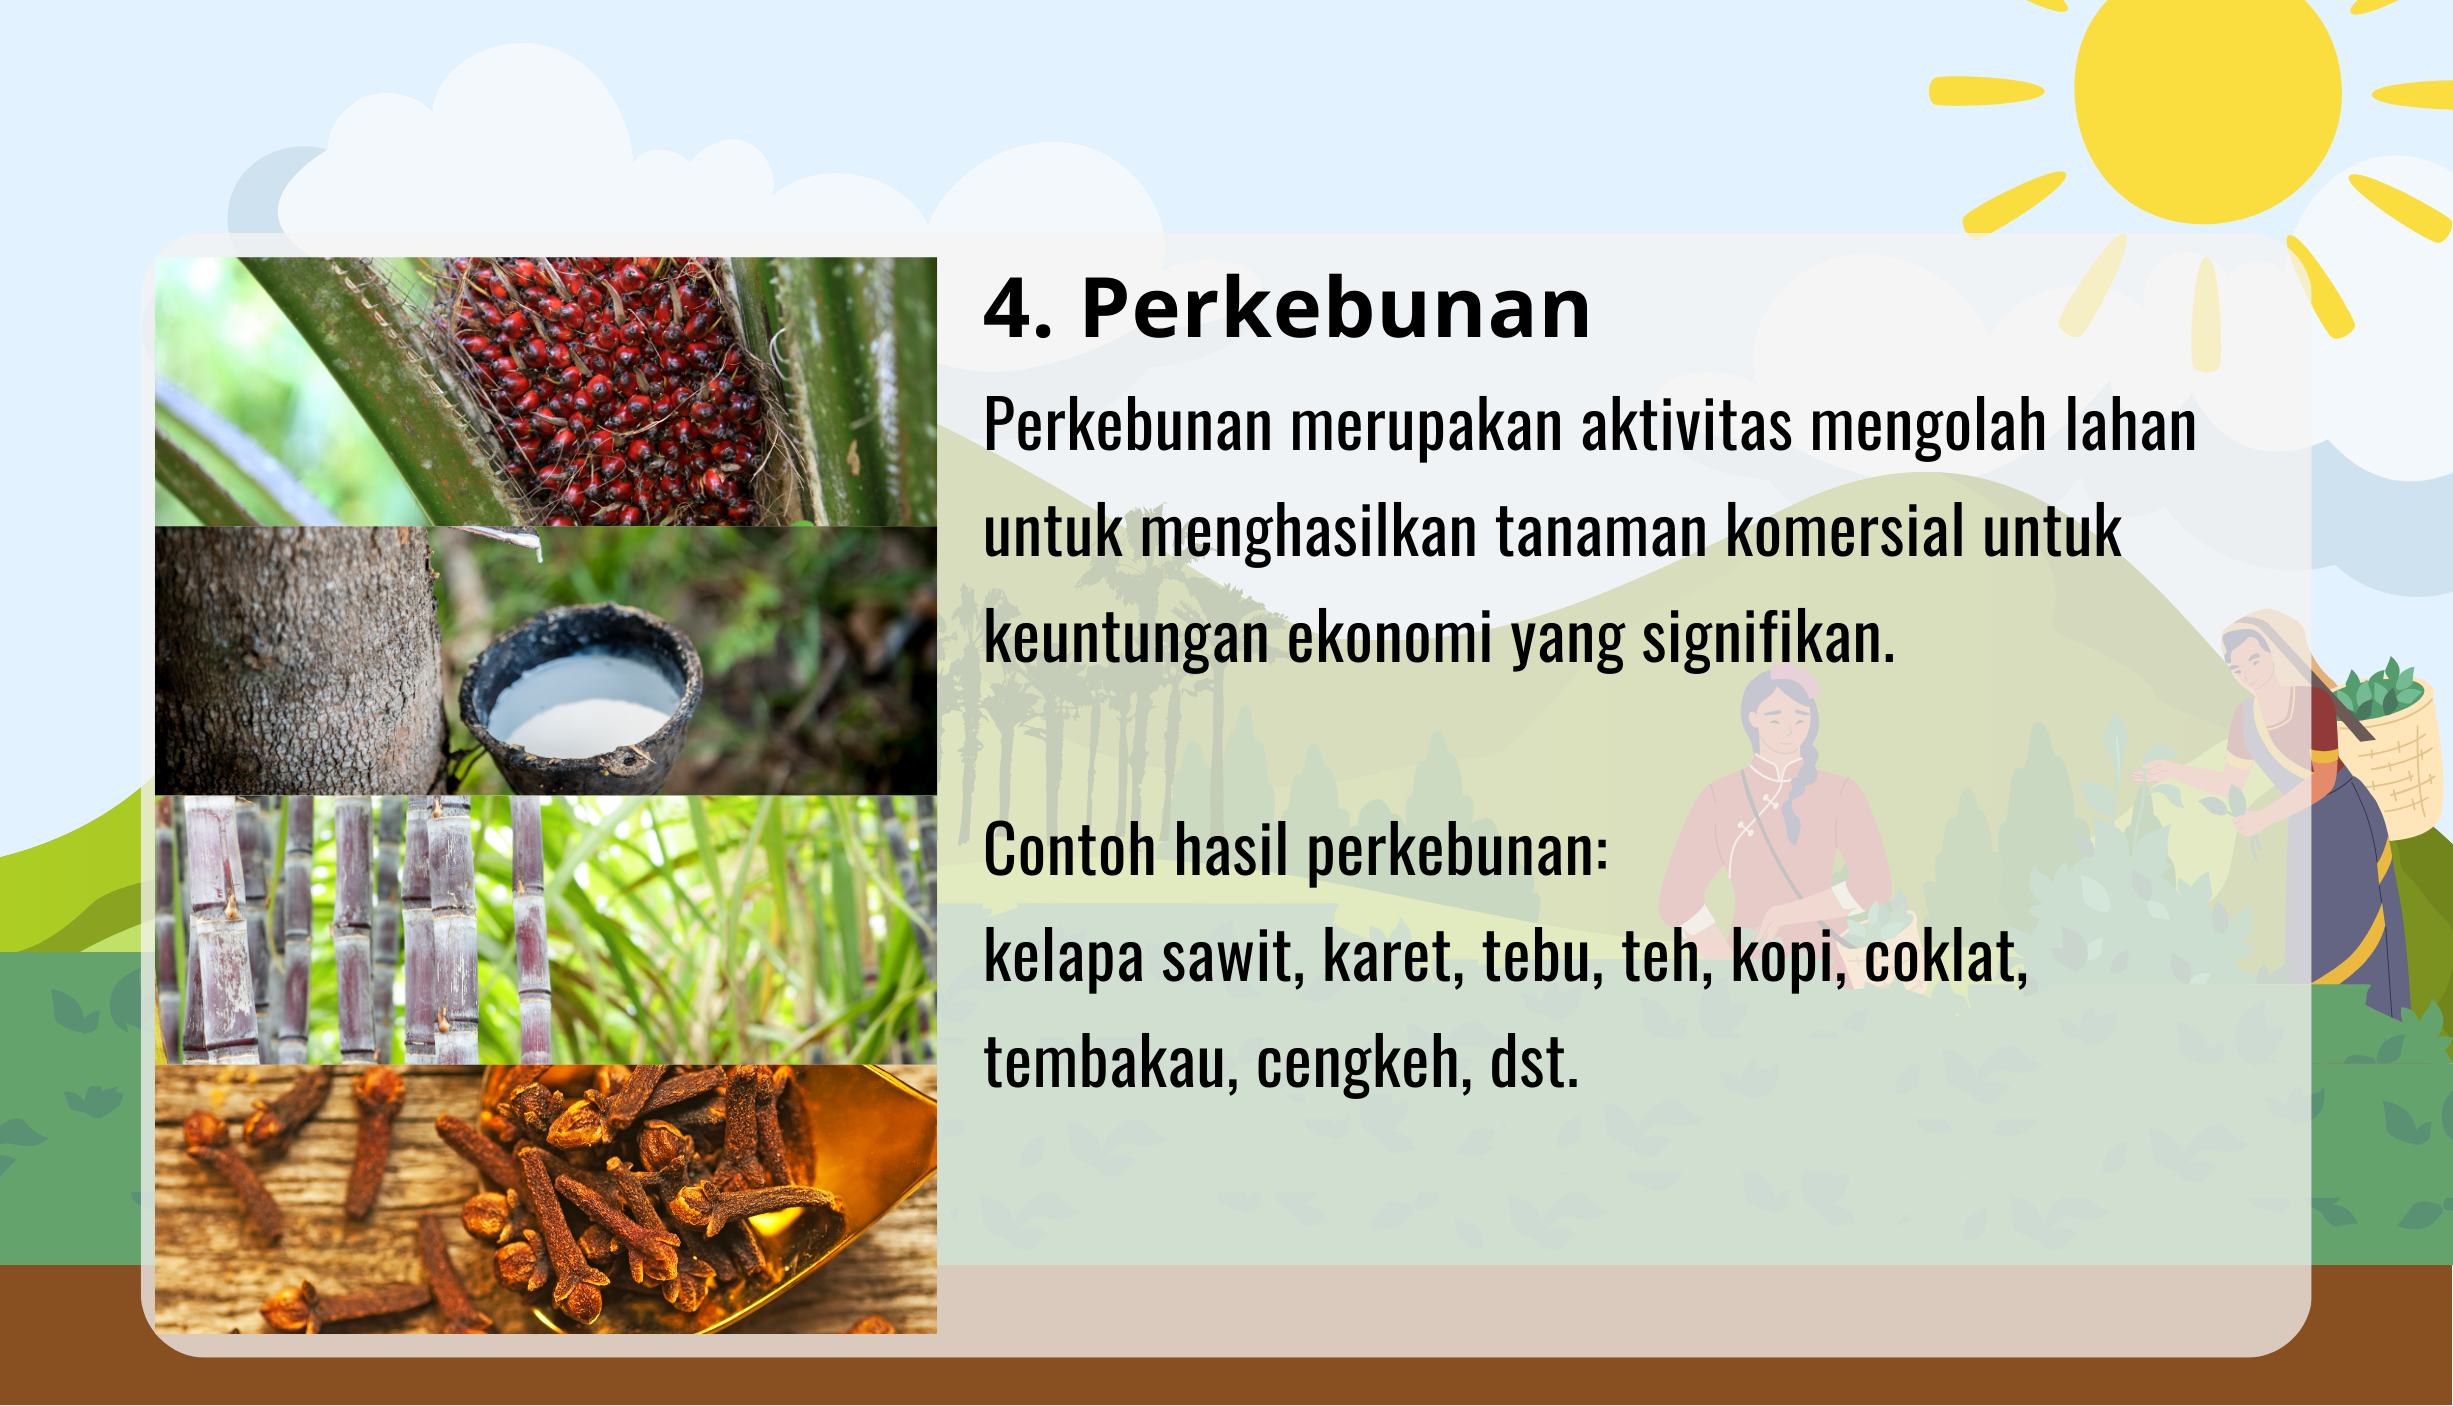 4. Perkebunan
Perkebunan merupakan aktivitas mengolah lahan
untuk menghasilkan tanaman komersial untuk
keuntungan ekonomi yang signifikan.
Contoh hasil perkebunan:
kelapa sawit, karet, tebu, teh, kopi, coklat,
tembakau, cengkeh, dst.